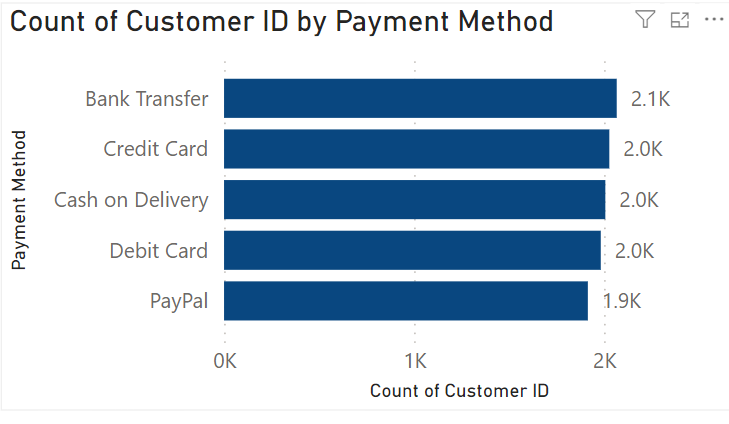 Count of Customer ID by Payment Method
Payment Method
Bank Transfer 2.1K
Credit Card 2.0K
Cash on Delivery 2.0K
Debit Card 2.0K
PayPal 1.9K
0K 1K 2K
Count of Customer ID